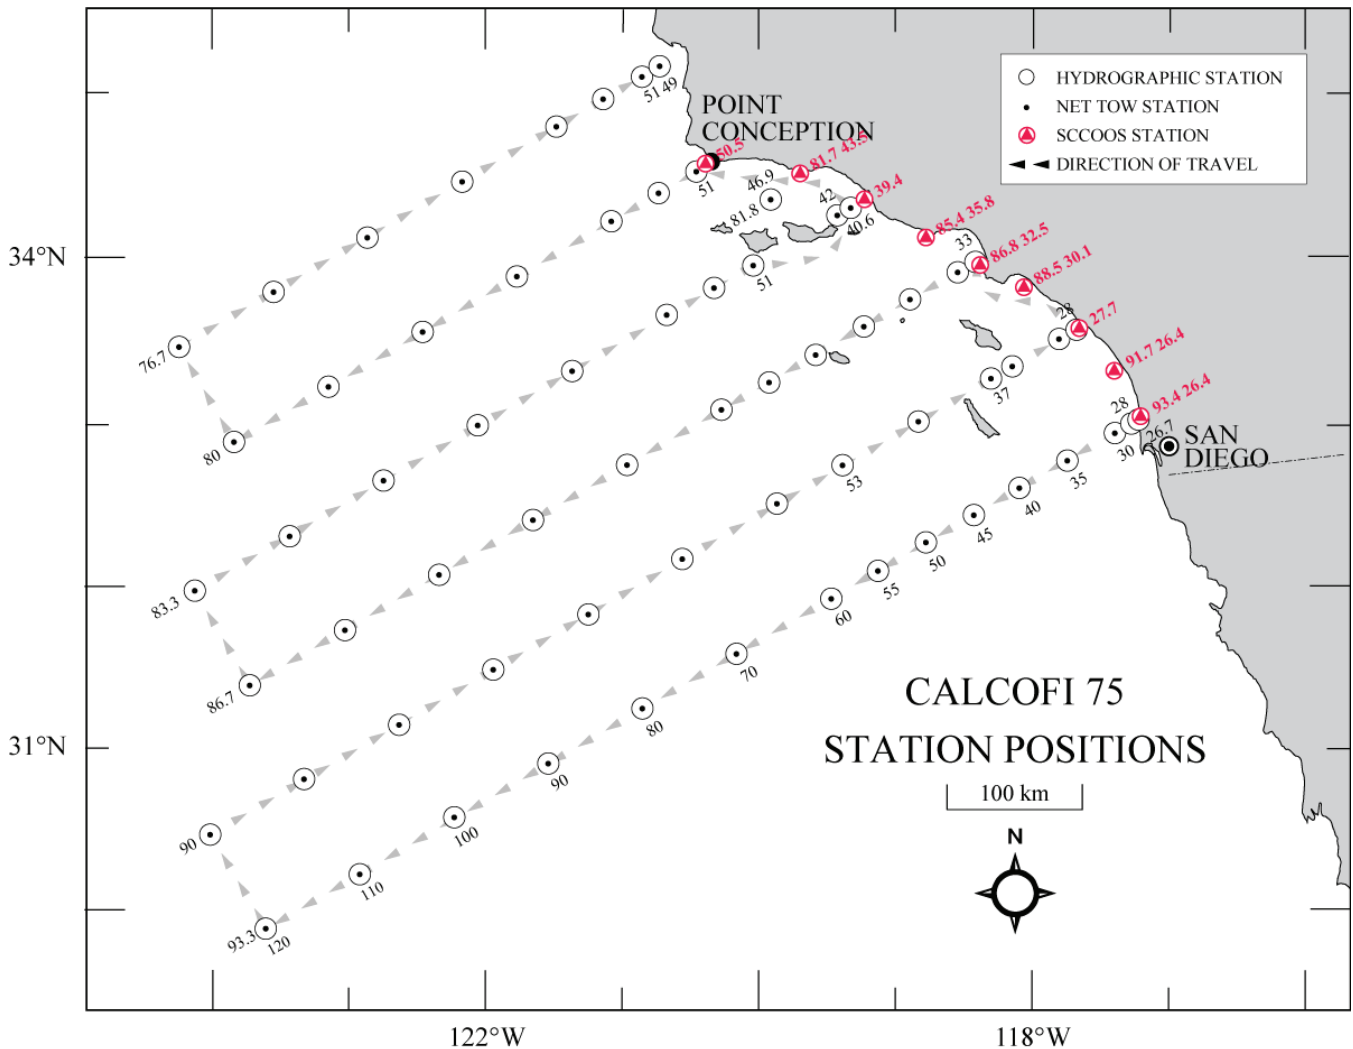 HYDROGRAPHIC STATION
NET TOW STATION
SCCOOS STATION
DIRECTION OF TRAVEL
POINT
CONCEPTION
51 49
50.5
81.7 43.5
46.9
51
39.4
42
81.8
40.6
85.4 35.8
33
86.8 32.5
34°N
51
88.5 30.1
28
27.7
76.7
91.7 26.4
37
93.4 26.4
28
26.7
SAN
DIEGO
30
80
35
53
40
45
50
55
83.3
60
70
86.7
CALCOFI 75
80
STATION POSITIONS
31°N
90
100 km
100
90
N
110
93.3
120
122°W
118°W